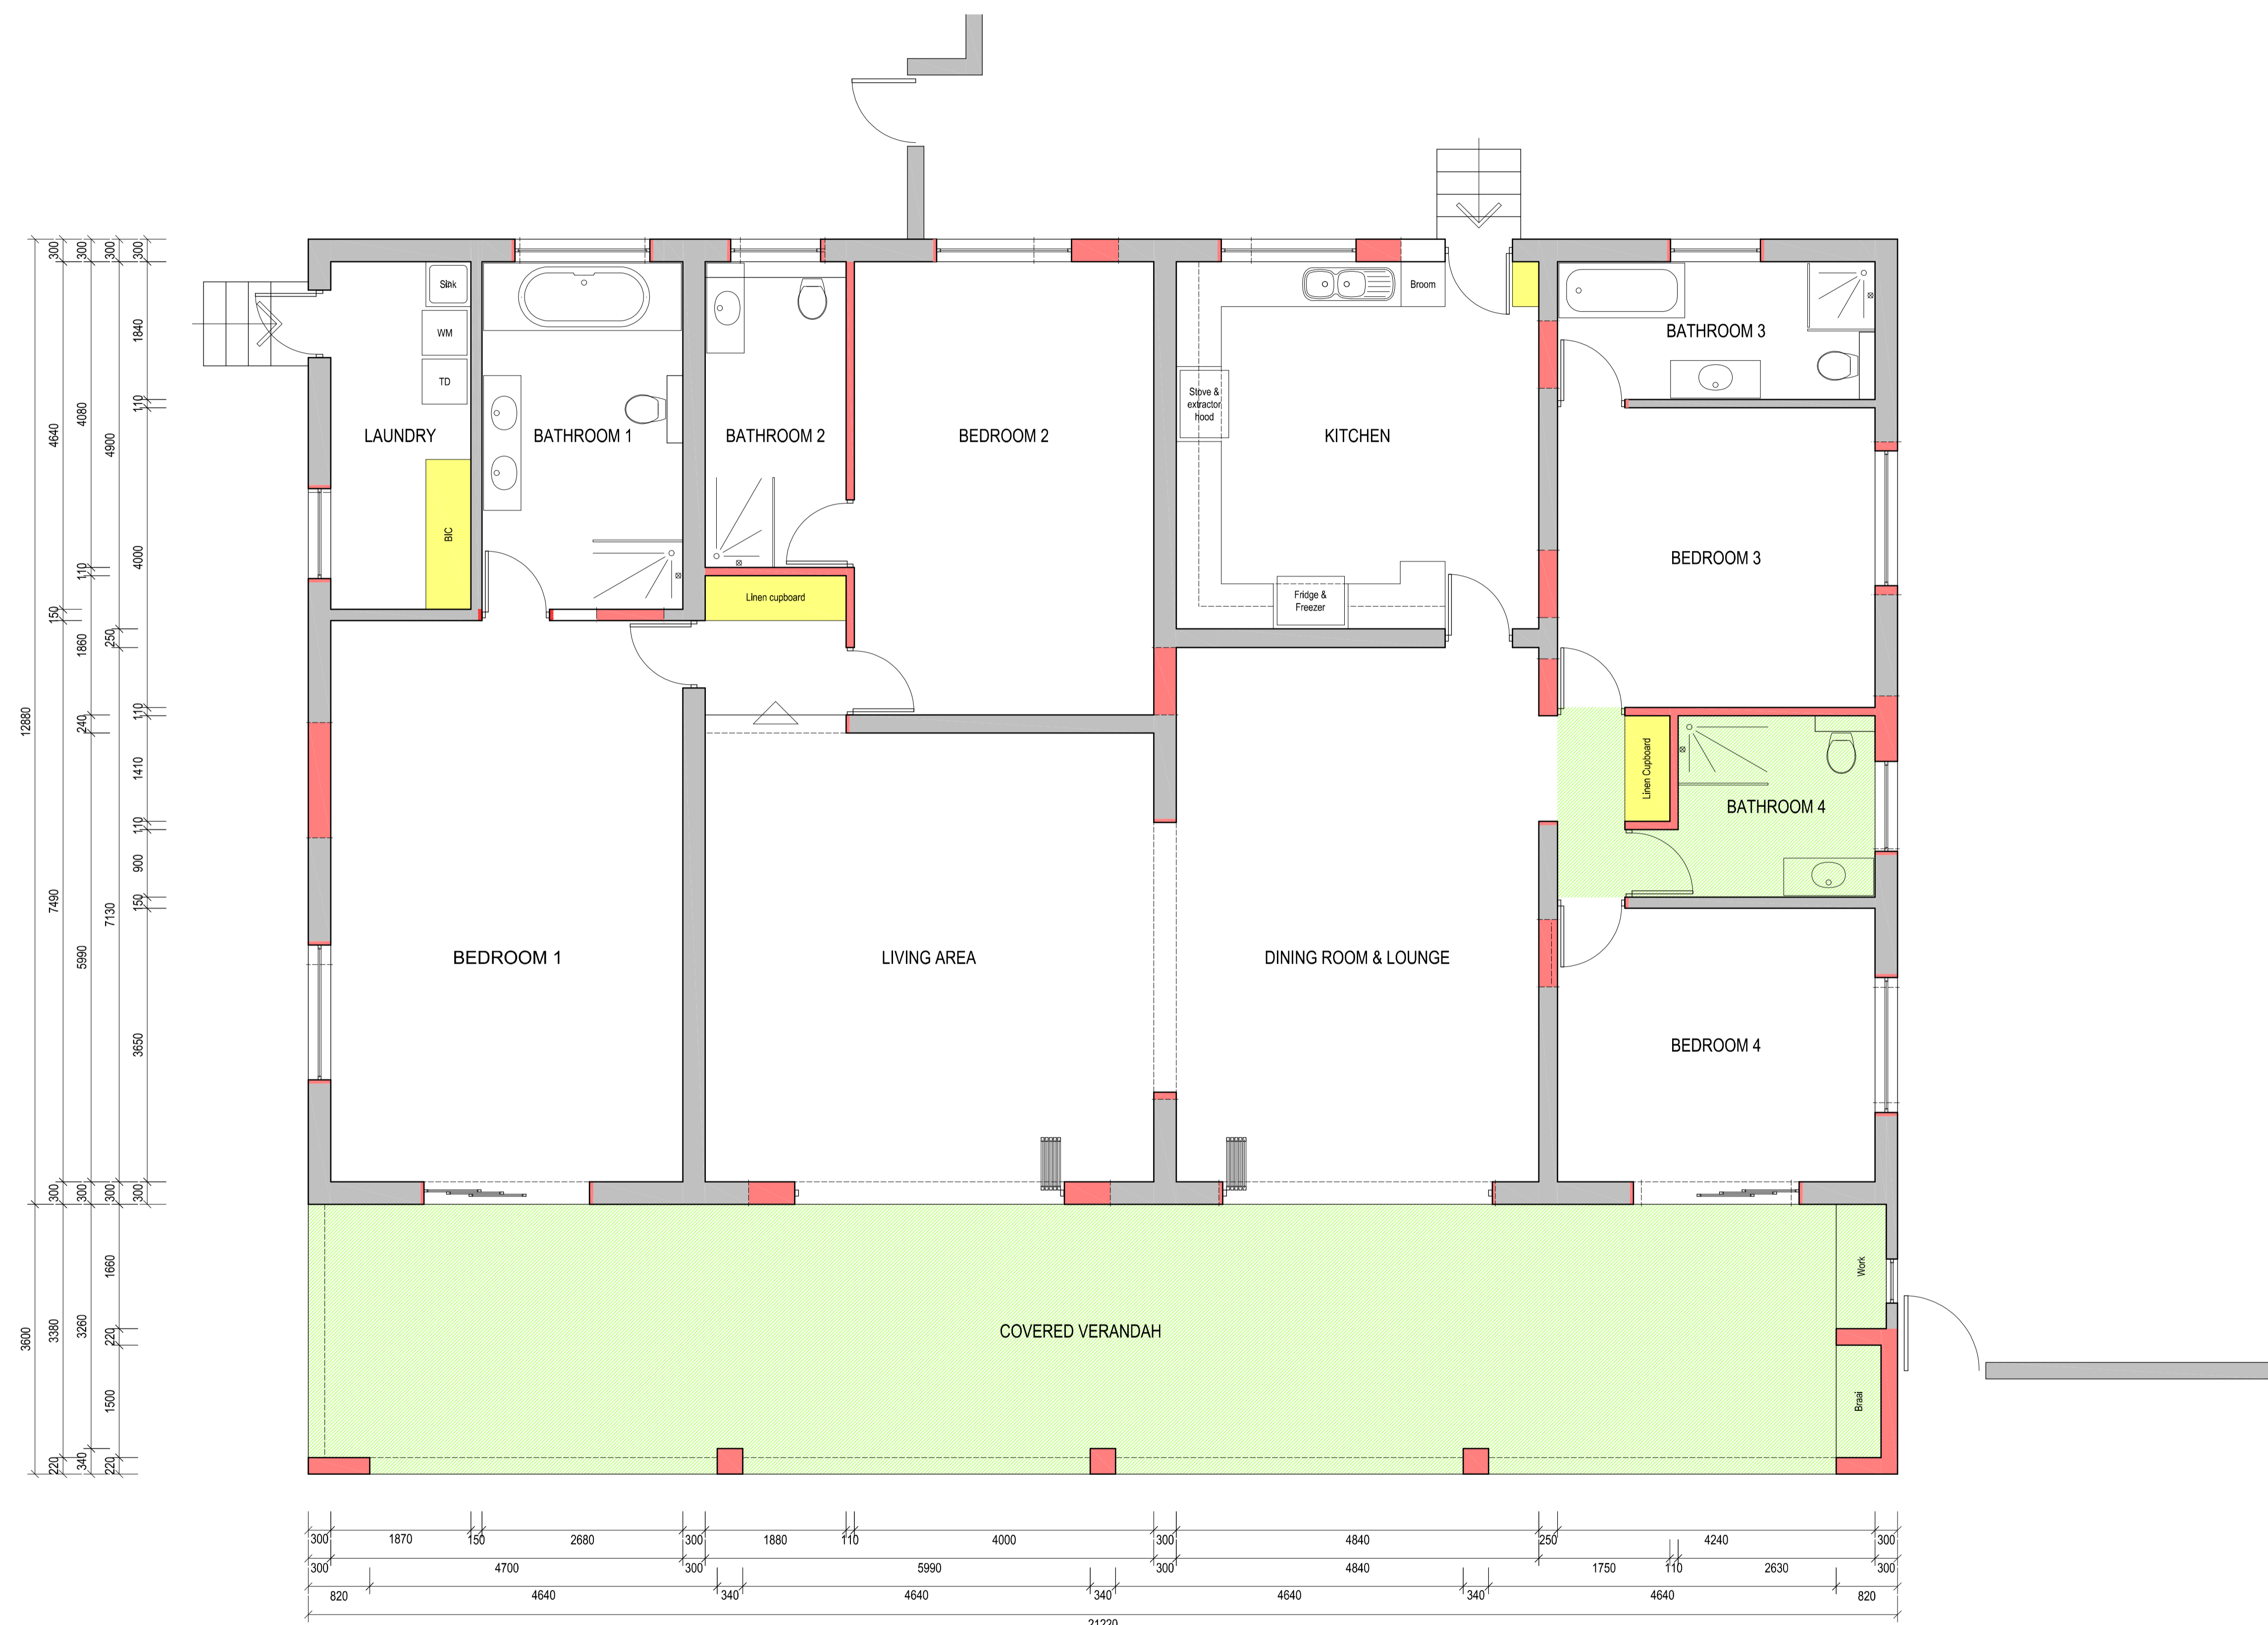 Sink
WM
TD
LAUNDRY
BIC
BATHROOM 1
BATHROOM 2
Linen cupboard
BEDROOM 2
Stove &
extractor
hood
KITCHEN
Broom
Fridge &
Freezer
BATHROOM 3
BEDROOM 3
Linen Cupboard
BATHROOM 4
BEDROOM 1
LIVING AREA
DINING ROOM & LOUNGE
BEDROOM 4
COVERED VERANDAH
Work
Braai
12880
3600
300
4640
150
7490
300
3380
220
300
4080
110
1860
240
5990
300
3260
340
300
4900
250
7130
300
1660
220
1500
220
300
1840
110
4000
110
1410
110
900
150
3650
300
300 1870 150 2680 300 1880 110 4000 300 4840 250 4240 300
300 4700 300 5990 300 4840 1750 110 2630 300
820 4640 340 4640 340 4640 340 4640 820
21220